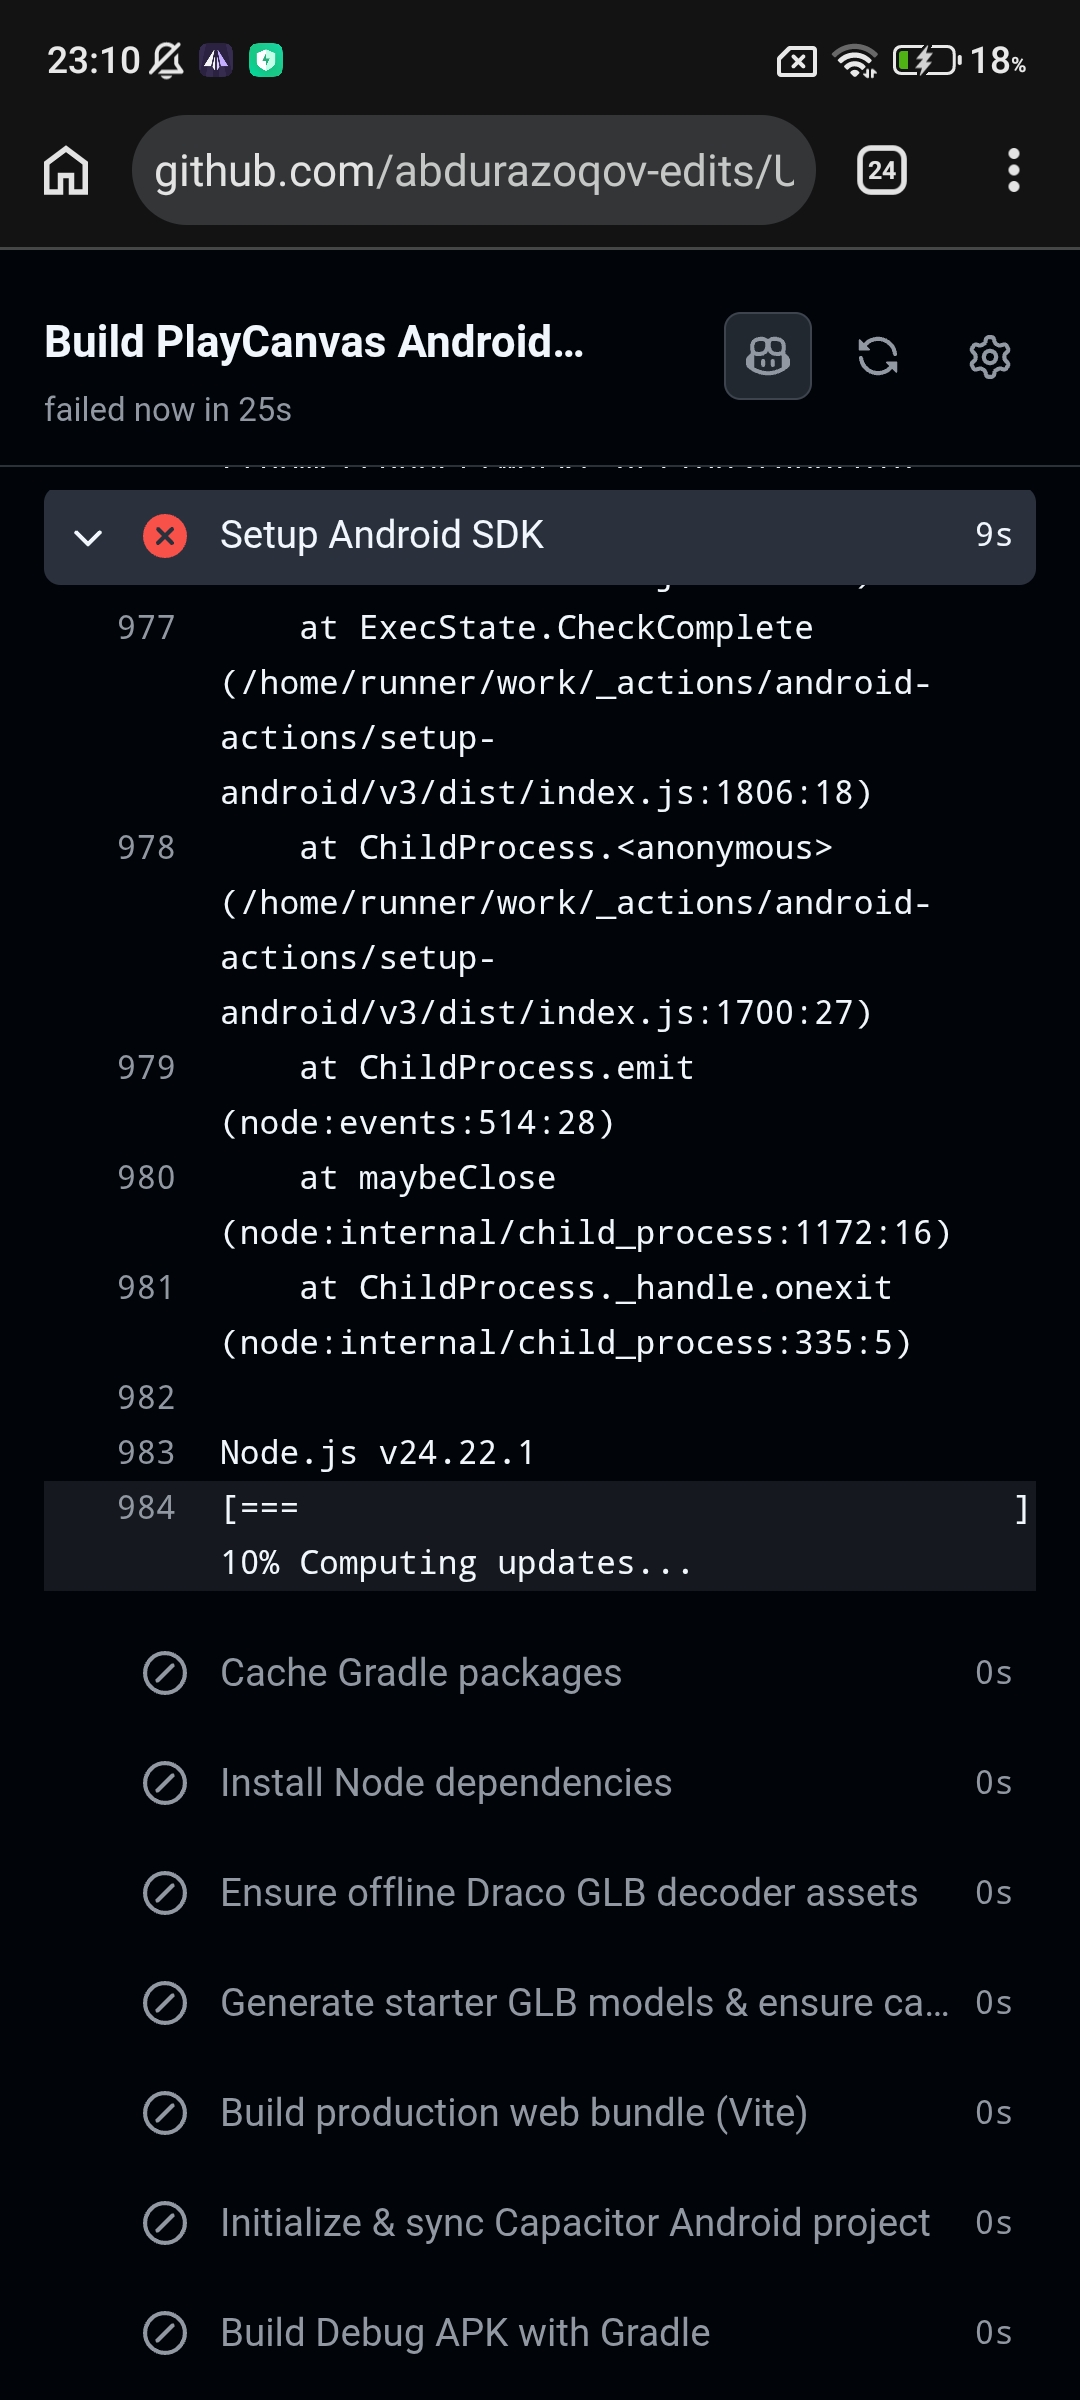 23:10
18%
github.com/abdurazoqov-edits/U
24
Build PlayCanvas Android...
failed now in 25s
Setup Android SDK 9s
977 at ExecState.CheckComplete
(/home/runner/work/_actions/android-
actions/setup-
android/v3/dist/index.js:1806:18)
978 at ChildProcess.<anonymous>
(/home/runner/work/_actions/android-
actions/setup-
android/v3/dist/index.js:1700:27)
979 at ChildProcess.emit
(node:events:514:28)
980 at maybeClose
(node:internal/child_process:1172:16)
981 at ChildProcess._handle.onexit
(node:internal/child_process:335:5)
982
983 Node.js v24.22.1
984 [=== ]
10% Computing updates...
Cache Gradle packages 0s
Install Node dependencies 0s
Ensure offline Draco GLB decoder assets 0s
Generate starter GLB models & ensure ca... 0s
Build production web bundle (Vite) 0s
Initialize & sync Capacitor Android project 0s
Build Debug APK with Gradle 0s